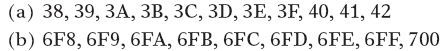 (a) 38, 39, 3A, 3B, 3C, 3D, 3E, 3F, 40, 41, 42
(b) 6F8, 6F9, 6FA, 6FB, 6FC, 6FD, 6FE, 6FF, 700